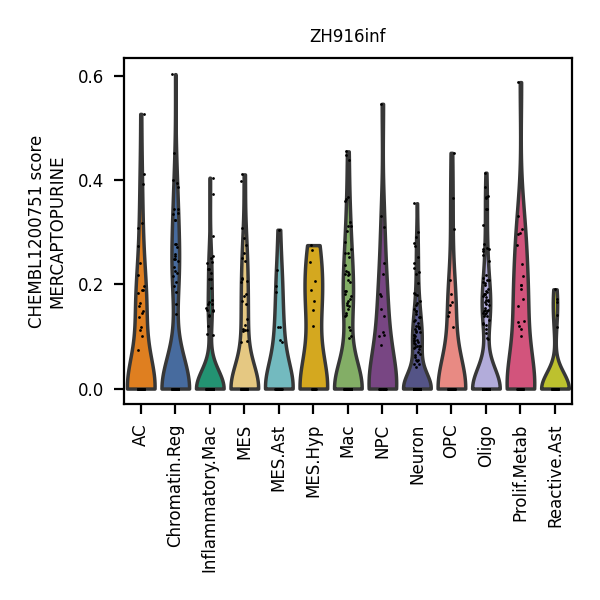 ZH916inf
CHEMBL1200751 score
MERCAPTOPURINE
0.6
0.4
0.2
0.0
AC
Chromatin.Reg
Inflammatory.Mac
MES
MES.Ast
MES.Hyp
Mac
NPC
Neuron
OPC
Oligo
Prolif.Metab
Reactive.Ast